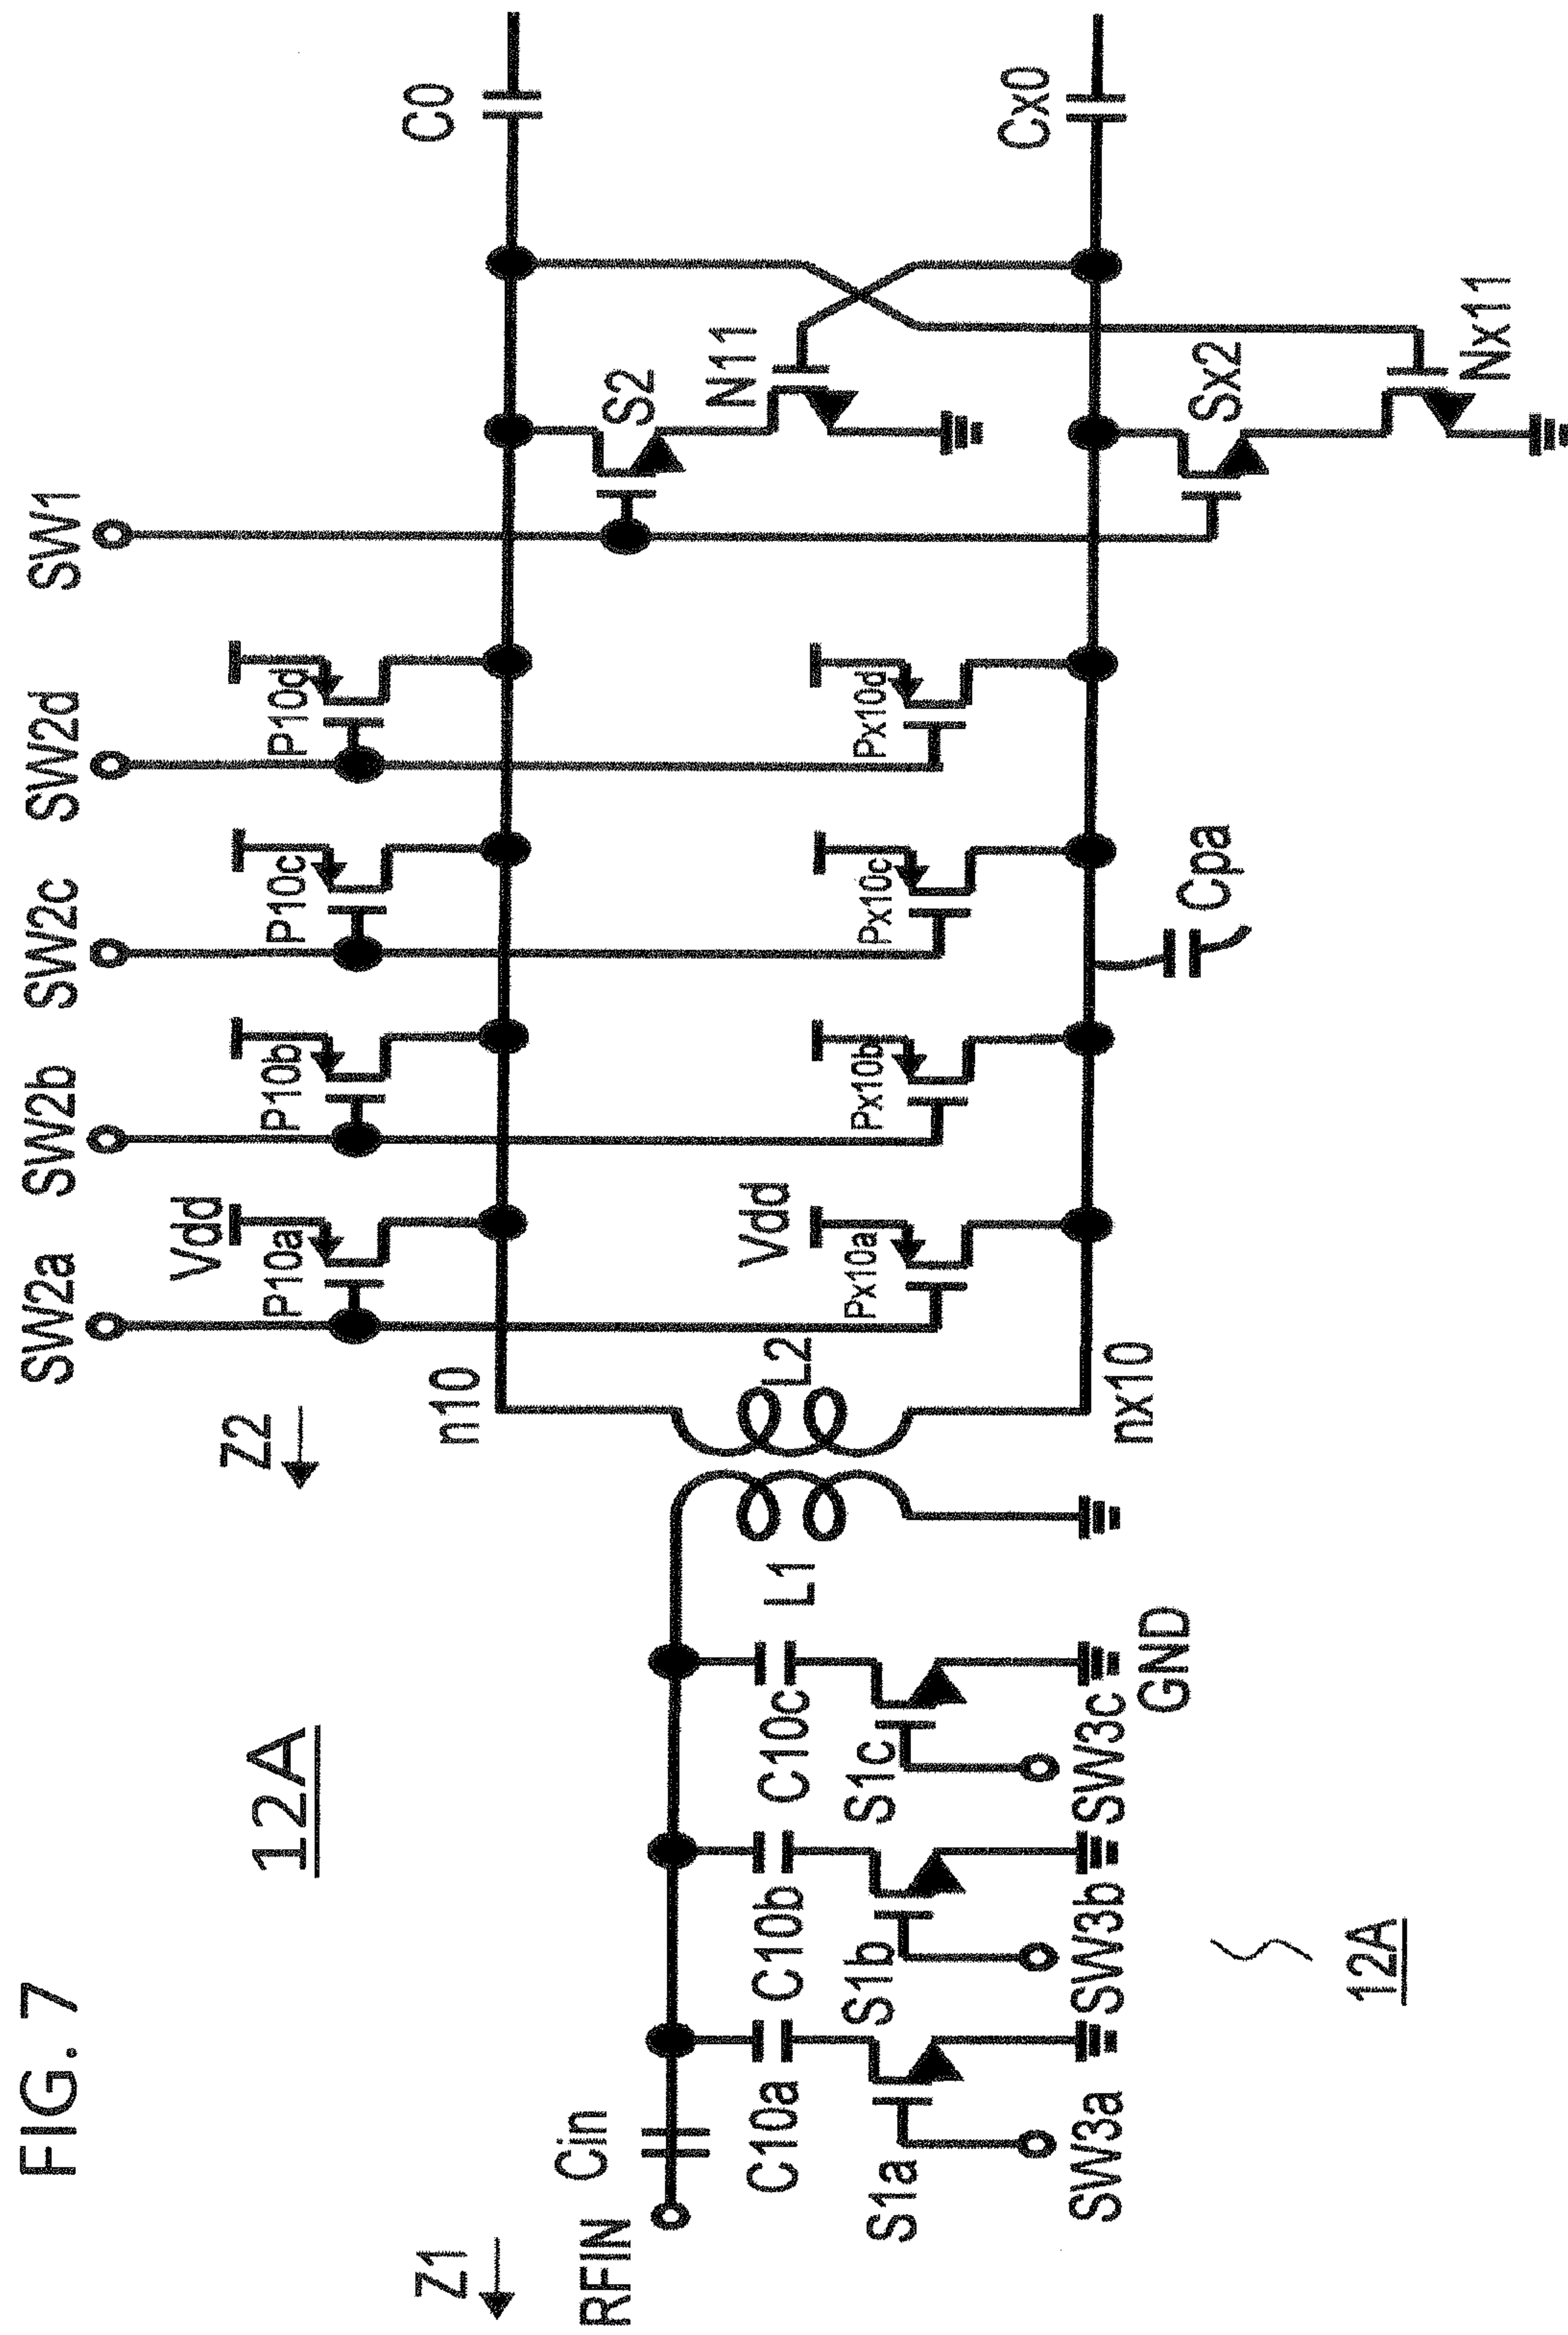 FIG. 7
12A
SW2a
SW2b
SW2c
SW2d
SW1
Z2
Vdd
P10a
P10b
P10c
P10d
Z1
n10
C0
RFIN
Cin
S2
N11
L1
L2
Vdd
Px10a
Px10b
Px10c
Px10d
C10a
C10b
C10c
S1a
S1b
S1c
Cx0
SW3a
SW3b
SW3c
GND
nx10
Cpa
Sx2
Nx11
12A